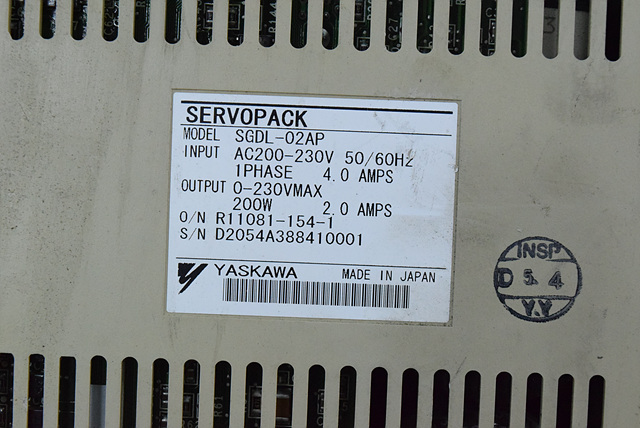 SERVOPACK
MODEL SGDL-02AP
INPUT AC200-230V 50/60Hz
1PHASE 4.0 AMPS
OUTPUT 0-230VMAX
200W 2.0 AMPS
O/N R11081-154-1
S/N D2054A388410001
YASKAWA MADE IN JAPAN
INSP
D 5. 4
Y.Y